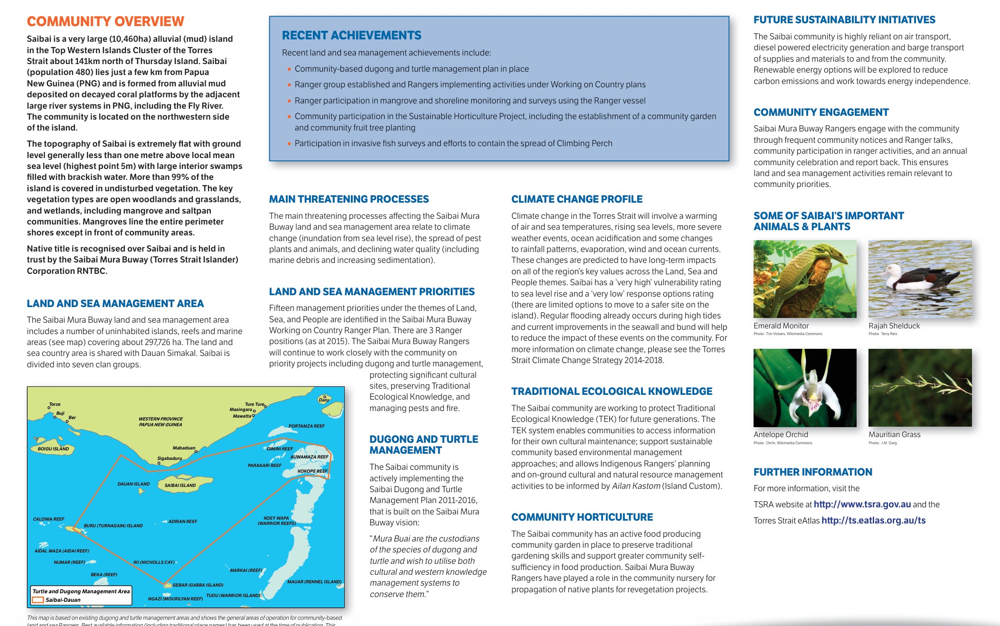 COMMUNITY OVERVIEW
Saibai is a very large (10,460ha) alluvial (mud) island
in the Top Western Islands Cluster of the Torres
Strait about 141km north of Thursday Island. Saibai
(population 480) lies just a few km from Papua
New Guinea (PNG) and is formed from alluvial mud
deposited on decayed coral platforms by the adjacent
large river systems in PNG, including the Fly River.
The community is located on the northwestern side
of the island.
The topography of Saibai is extremely flat with ground
level generally less than one metre above local mean
sea level (highest point 5m) with large interior swamps
filled with brackish water. More than 99% of the
island is covered in undisturbed vegetation. The key
vegetation types are open woodlands and grasslands,
and wetlands, including mangrove and saltpan
communities. Mangroves line the entire perimeter
shores except in front of community areas.
Native title is recognised over Saibai and is held in
trust by the Saibai Mura Buway (Torres Strait Islander)
Corporation RNTBC.
LAND AND SEA MANAGEMENT AREA
The Saibai Mura Buway land and sea management area
includes a number of uninhabited islands, reefs and marine
areas (see map) covering about 297,726 ha. The land and
sea country area is shared with Dauan Simakal. Saibai is
divided into seven clan groups.
Torze
Buji
Ber
WESTERN PROVINCE
PAPUA NEW GUINEA
Ture Ture
Masingara
Mawatta
Daru
PORTAMZA REEF
BOIGU ISLAND
Mabaduan
Sigabaduru
GIMINI REEF
AUWAMAZA REEF
PARAKARI REEF
KOKOPE REEF
DAUAN ISLAND
SAIBAI ISLAND
CALONIA REEF
BURU (TURNAGAIN) ISLAND
ADRIAN REEF
KOEY WAPA
(WARRIOR REEFS)
AIDAL MAZA (AIDAI REEF)
NUMAR (REEF)
IKI (NICHOLLS CAY)
BEKA (REEF)
MARKAI (REEF)
GEBAR (GABBA ISLAND)
MAUAR (RENNEL ISLAND)
NGAZI (MOURILYAN REEF)
TUDU (WARRIOR ISLAND)
Turtle and Dugong Management Area
Saibai-Dauan
This map is based on existing dugong and turtle management areas and shows the general areas of operation for community-based
land and sea Rangers. Best available information (including traditional place names) has been used at the time of publication. This
RECENT ACHIEVEMENTS
Recent land and sea management achievements include:
• Community-based dugong and turtle management plan in place
• Ranger group established and Rangers implementing activities under Working on Country plans
• Ranger participation in mangrove and shoreline monitoring and surveys using the Ranger vessel
• Community participation in the Sustainable Horticulture Project, including the establishment of a community garden
and community fruit tree planting
• Participation in invasive fish surveys and efforts to contain the spread of Climbing Perch
MAIN THREATENING PROCESSES
The main threatening processes affecting the Saibai Mura
Buway land and sea management area relate to climate
change (inundation from sea level rise), the spread of pest
plants and animals, and declining water quality (including
marine debris and increasing sedimentation).
LAND AND SEA MANAGEMENT PRIORITIES
Fifteen management priorities under the themes of Land,
Sea, and People are identified in the Saibai Mura Buway
Working on Country Ranger Plan. There are 3 Ranger
positions (as at 2015). The Saibai Mura Buway Rangers
will continue to work closely with the community on
priority projects including dugong and turtle management,
protecting significant cultural
sites, preserving Traditional
Ecological Knowledge, and
managing pests and fire.
DUGONG AND TURTLE
MANAGEMENT
The Saibai community is
actively implementing the
Saibai Dugong and Turtle
Management Plan 2011-2016,
that is built on the Saibai Mura
Buway vision:
“Mura Buai are the custodians
of the species of dugong and
turtle and wish to utilise both
cultural and western knowledge
management systems to
conserve them.”
CLIMATE CHANGE PROFILE
Climate change in the Torres Strait will involve a warming
of air and sea temperatures, rising sea levels, more severe
weather events, ocean acidification and some changes
to rainfall patterns, evaporation, wind and ocean currents.
These changes are predicted to have long-term impacts
on all of the region’s key values across the Land, Sea and
People themes. Saibai has a ‘very high’ vulnerability rating
to sea level rise and a ‘very low’ response options rating
(there are limited options to move to a safer site on the
island). Regular flooding already occurs during high tides
and current improvements in the seawall and bund will help
to reduce the impact of these events on the community. For
more information on climate change, please see the Torres
Strait Climate Change Strategy 2014-2018.
TRADITIONAL ECOLOGICAL KNOWLEDGE
The Saibai community are working to protect Traditional
Ecological Knowledge (TEK) for future generations. The
TEK system enables communities to access information
for their own cultural maintenance; support sustainable
community based environmental management
approaches; and allows Indigenous Rangers’ planning
and on-ground cultural and natural resource management
activities to be informed by Ailan Kastom (Island Custom).
COMMUNITY HORTICULTURE
The Saibai community has an active food producing
community garden in place to preserve traditional
gardening skills and support greater community self-
sufficiency in food production. Saibai Mura Buway
Rangers have played a role in the community nursery for
propagation of native plants for revegetation projects.
FUTURE SUSTAINABILITY INITIATIVES
The Saibai community is highly reliant on air transport,
diesel powered electricity generation and barge transport
of supplies and materials to and from the community.
Renewable energy options will be explored to reduce
carbon emissions and work towards energy independence.
COMMUNITY ENGAGEMENT
Saibai Mura Buway Rangers engage with the community
through frequent community notices and Ranger talks,
community participation in ranger activities, and an annual
community celebration and report back. This ensures
land and sea management activities remain relevant to
community priorities.
SOME OF SAIBAI’S IMPORTANT
ANIMALS & PLANTS
Emerald Monitor
Photo: Tim Vickers, Wikimedia Commons
Rajah Shelduck
Photo: Terry Reis
Antelope Orchid
Photo: Orchi, Wikimedia Commons
Mauritian Grass
Photo: J.M. Garg
FURTHER INFORMATION
For more information, visit the
TSRA website at http://www.tsra.gov.au and the
Torres Strait eAtlas http://ts.eatlas.org.au/ts